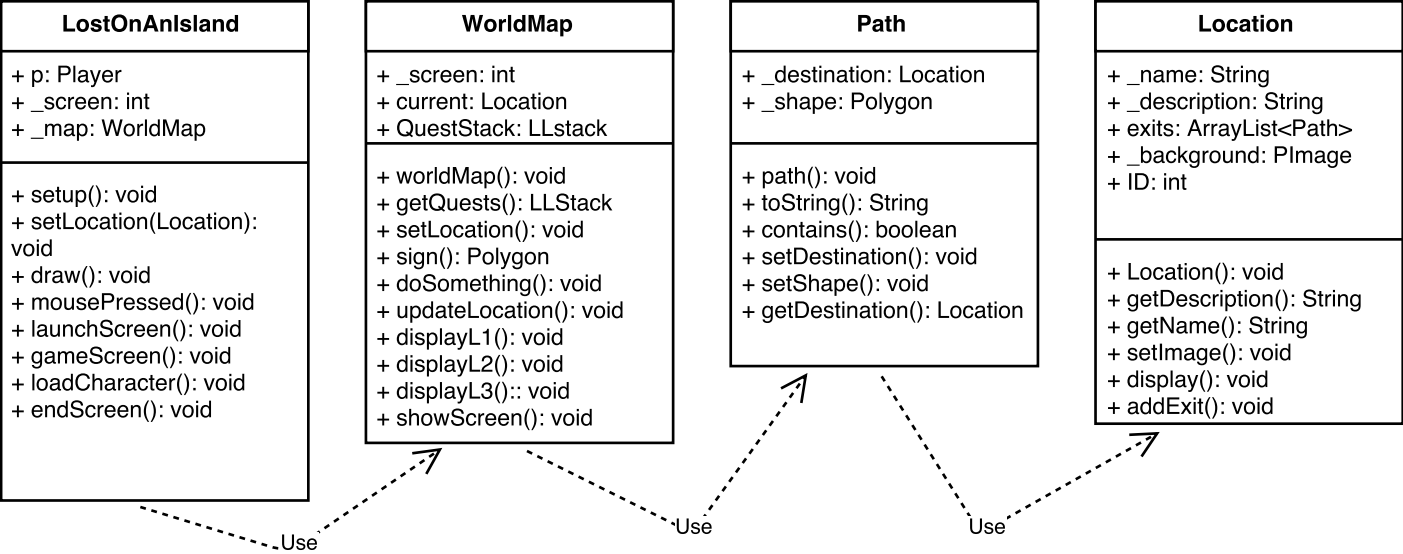 LostOnAnIsland
+ p: Player
+ _screen: int
+ _map: WorldMap
+ setup(): void
+ setLocation(Location):
void
+ draw(): void
+ mousePressed(): void
+ launchScreen(): void
+ gameScreen(): void
+ loadCharacter(): void
+ endScreen(): void
WorldMap
+ _screen: int
+ current: Location
+ QuestStack: LLstack
+ worldMap(): void
+ getQuests(): LLStack
+ setLocation(): void
+ sign(): Polygon
+ doSomething(): void
+ updateLocation(): void
+ displayL1(): void
+ displayL2(): void
+ displayL3():: void
+ showScreen(): void
Path
+ _destination: Location
+ _shape: Polygon
+ path(): void
+ toString(): String
+ contains(): boolean
+ setDestination(): void
+ setShape(): void
+ getDestination(): Location
Location
+ _name: String
+ _description: String
+ exits: ArrayList<Path>
+ _background: PImage
+ ID: int
+ Location(): void
+ getDescription(): String
+ getName(): String
+ setImage(): void
+ display(): void
+ addExit(): void
Use
Use
Use